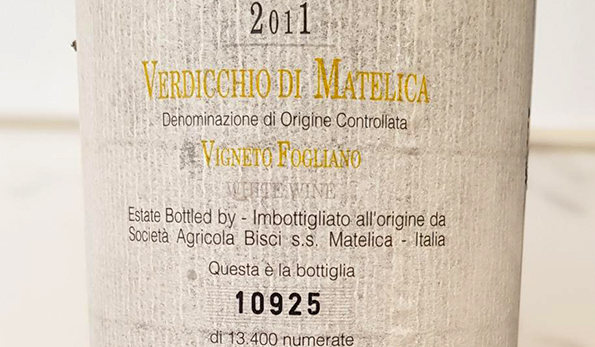 2011
VERDICCHIO DI MATELICA
Denominazione di Origine Controllata
VIGNETO FOGLIANO
WHITE WINE
Estate Bottled by - Imbottigliato all'origine da
Società Agricola Bisci s.s. Matelica - Italia
Questa è la bottiglia
10925
di 13.400 numerate